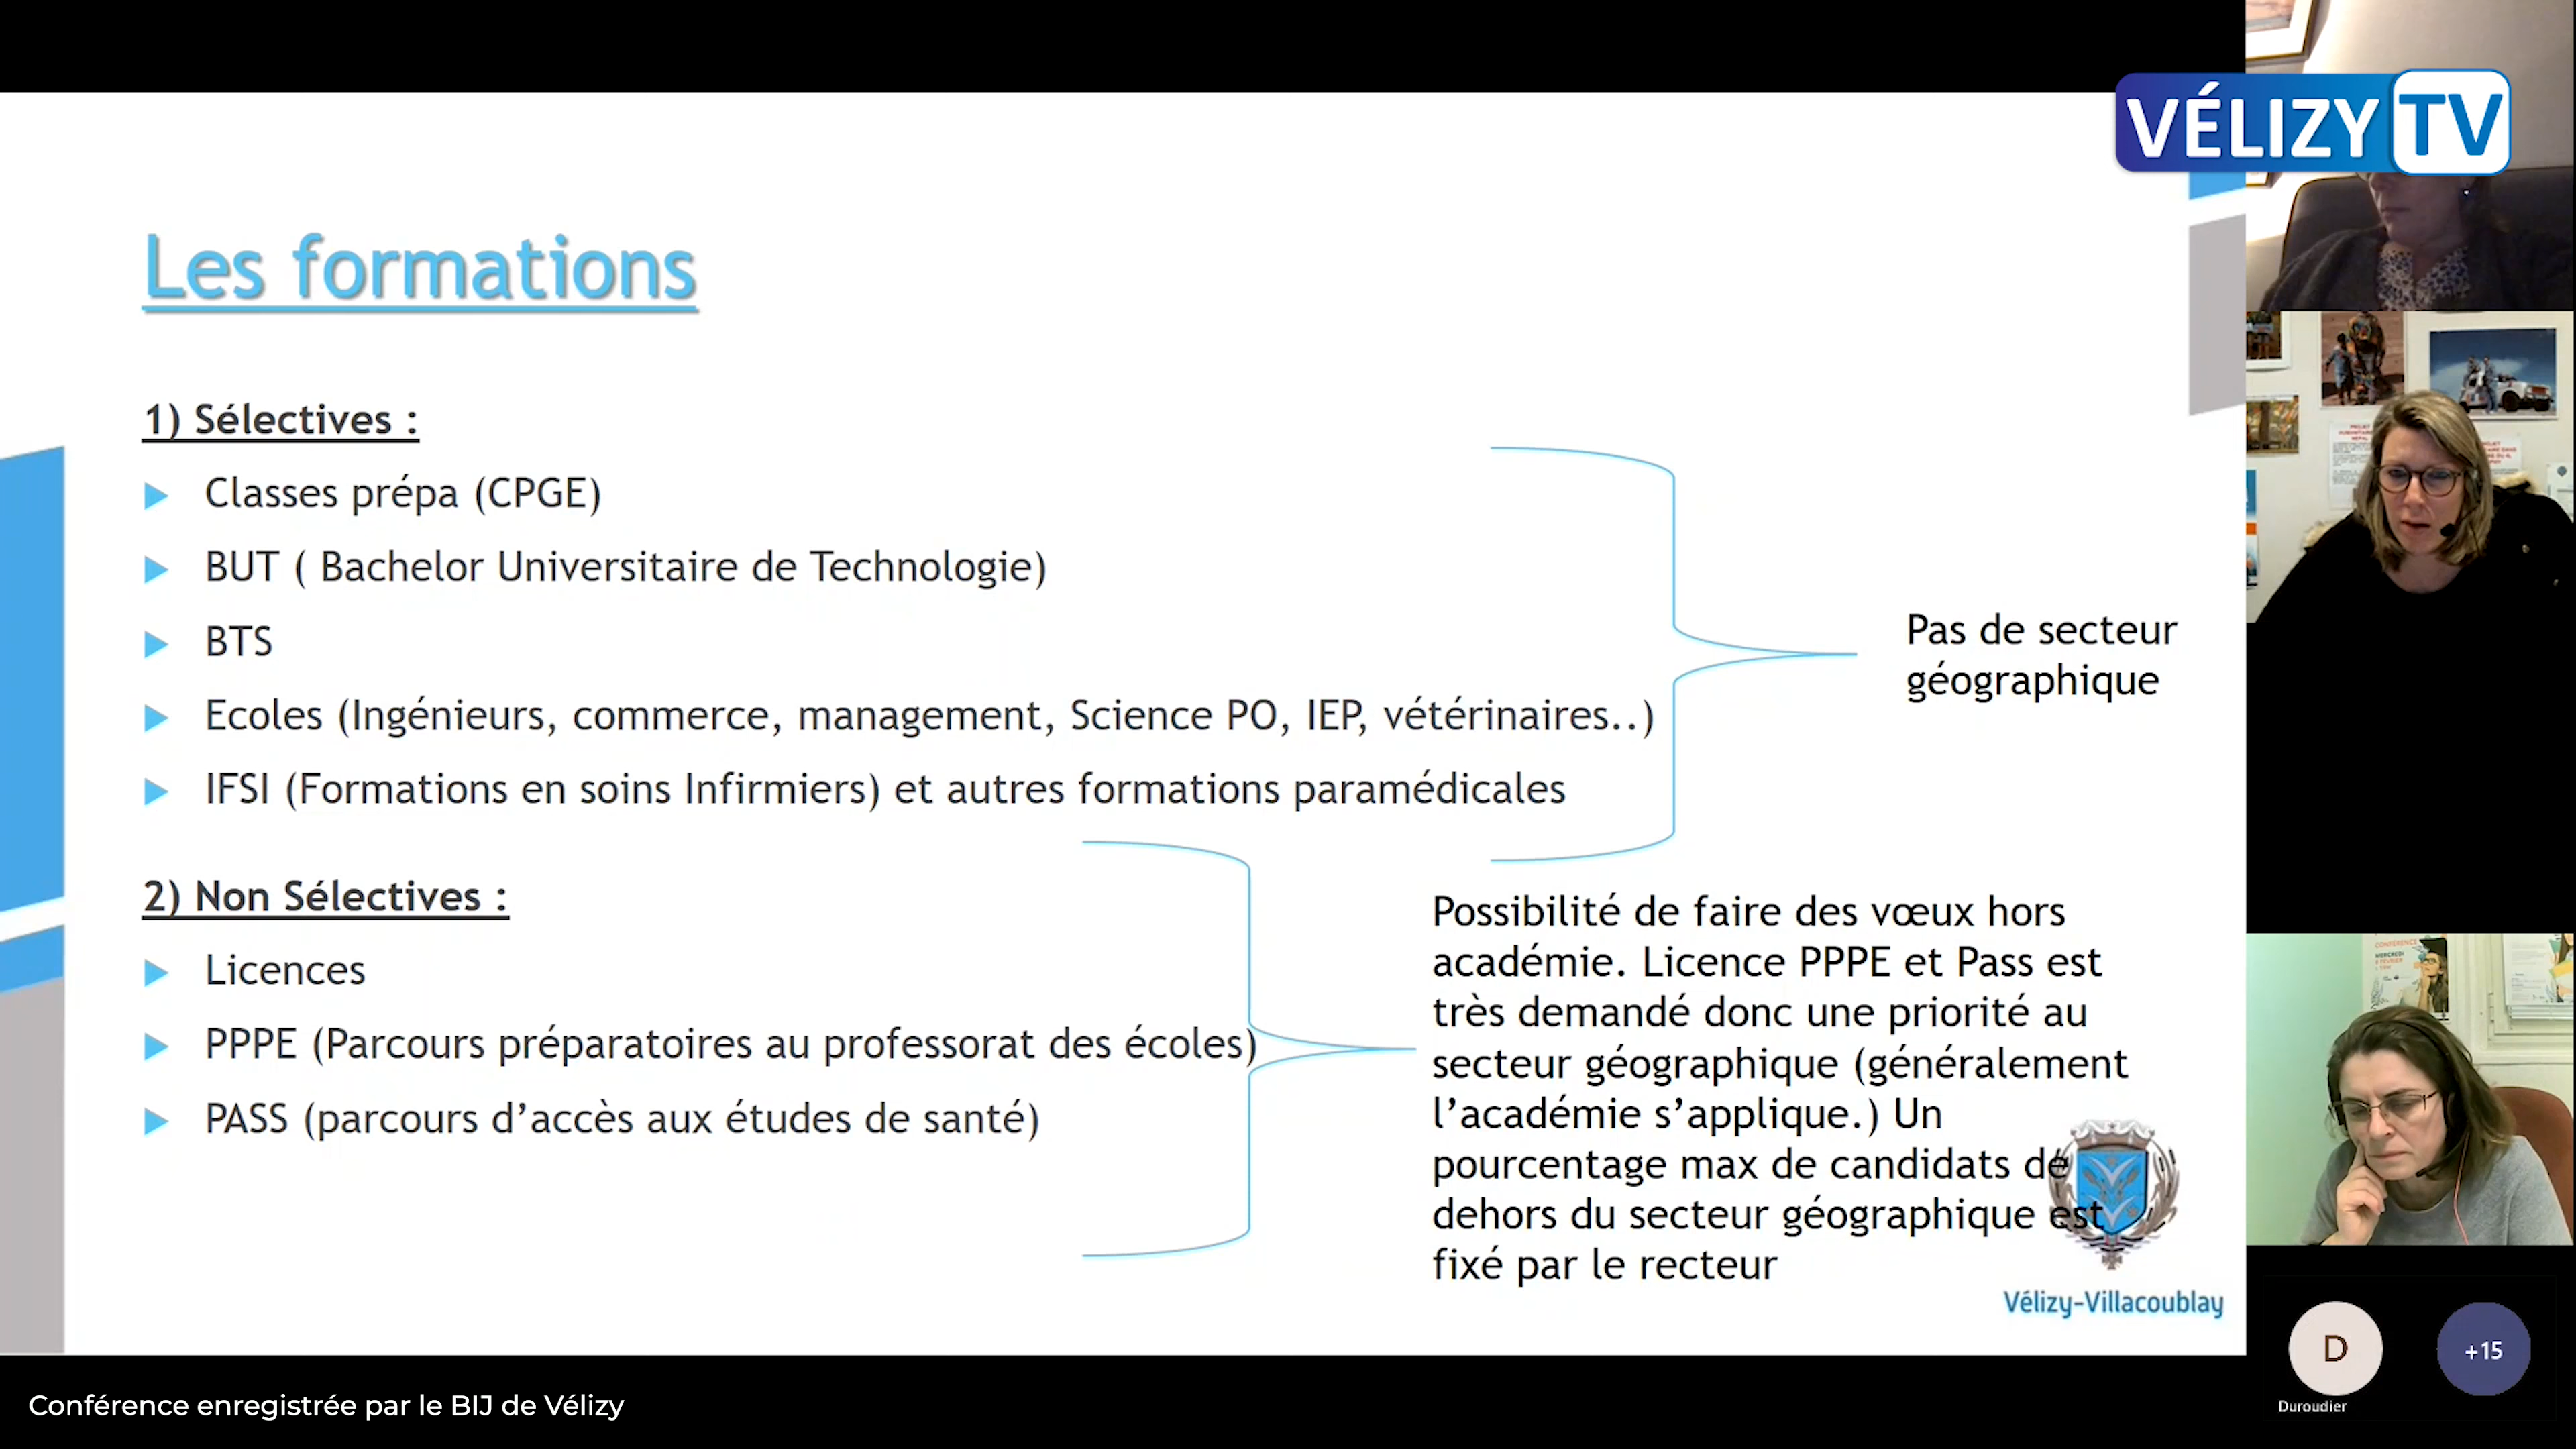 VÉLIZY TV
Les formations
1) Sélectives :
Classes prépa (CPGE)
BUT ( Bachelor Universitaire de Technologie)
BTS
Ecoles (Ingénieurs, commerce, management, Science PO, IEP, vétérinaires..)
IFSI (Formations en soins Infirmiers) et autres formations paramédicales
Pas de secteur
géographique
2) Non Sélectives :
Licences
PPPE (Parcours préparatoires au professorat des écoles)
PASS (parcours d’accès aux études de santé)
Possibilité de faire des vœux hors
académie. Licence PPPE et Pass est
très demandé donc une priorité au
secteur géographique (généralement
l’académie s’applique.) Un
pourcentage max de candidats de
dehors du secteur géographique est
fixé par le recteur
Vélizy-Villacoublay
CONFÉRENCE
MERCREDI
D
+15
Duroudier
Conférence enregistrée par le BIJ de Vélizy